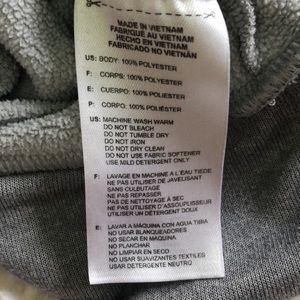 MADE IN VIETNAM
FABRIQUÉ AU VIETNAM
HECHO EN VIETNAM
FABRICADO NO VIETNÁN
US: BODY: 100% POLYESTER
F: CORPS: 100% POLYESTER
E: CUERPO: 100% POLIÉSTER
P: CORPO: 100% POLIÉSTER
US: MACHINE WASH WARM
DO NOT BLEACH
DO NOT TUMBLE DRY
DO NOT IRON
DO NOT DRY CLEAN
DO NOT USE FABRIC SOFTENER
USE MILD DETERGENT ONLY
F: LAVAGE EN MACHINE A L'EAU TIÈDE
NE PAS UTILISER DE JAVELISANT
SANS CULBUTAGE
NE PAS REPASSER
PAS DE NETTOYAGE À SEC
NE PAS UTILISER D'ASSOUPLISSEUR
UTILISER UN DÉTERGENT DOUX
E: LAVAR A MÁQUINA CON AGUA TIBIA
NO USAR BLANQUEADORES
NO SECAR EN MAQUINA
NO PLANCHAR
NO LIMPIAR EN SECO
NO USAR SUAVIZANTES TEXTILES
USAR DETERGENTE NEUTRO